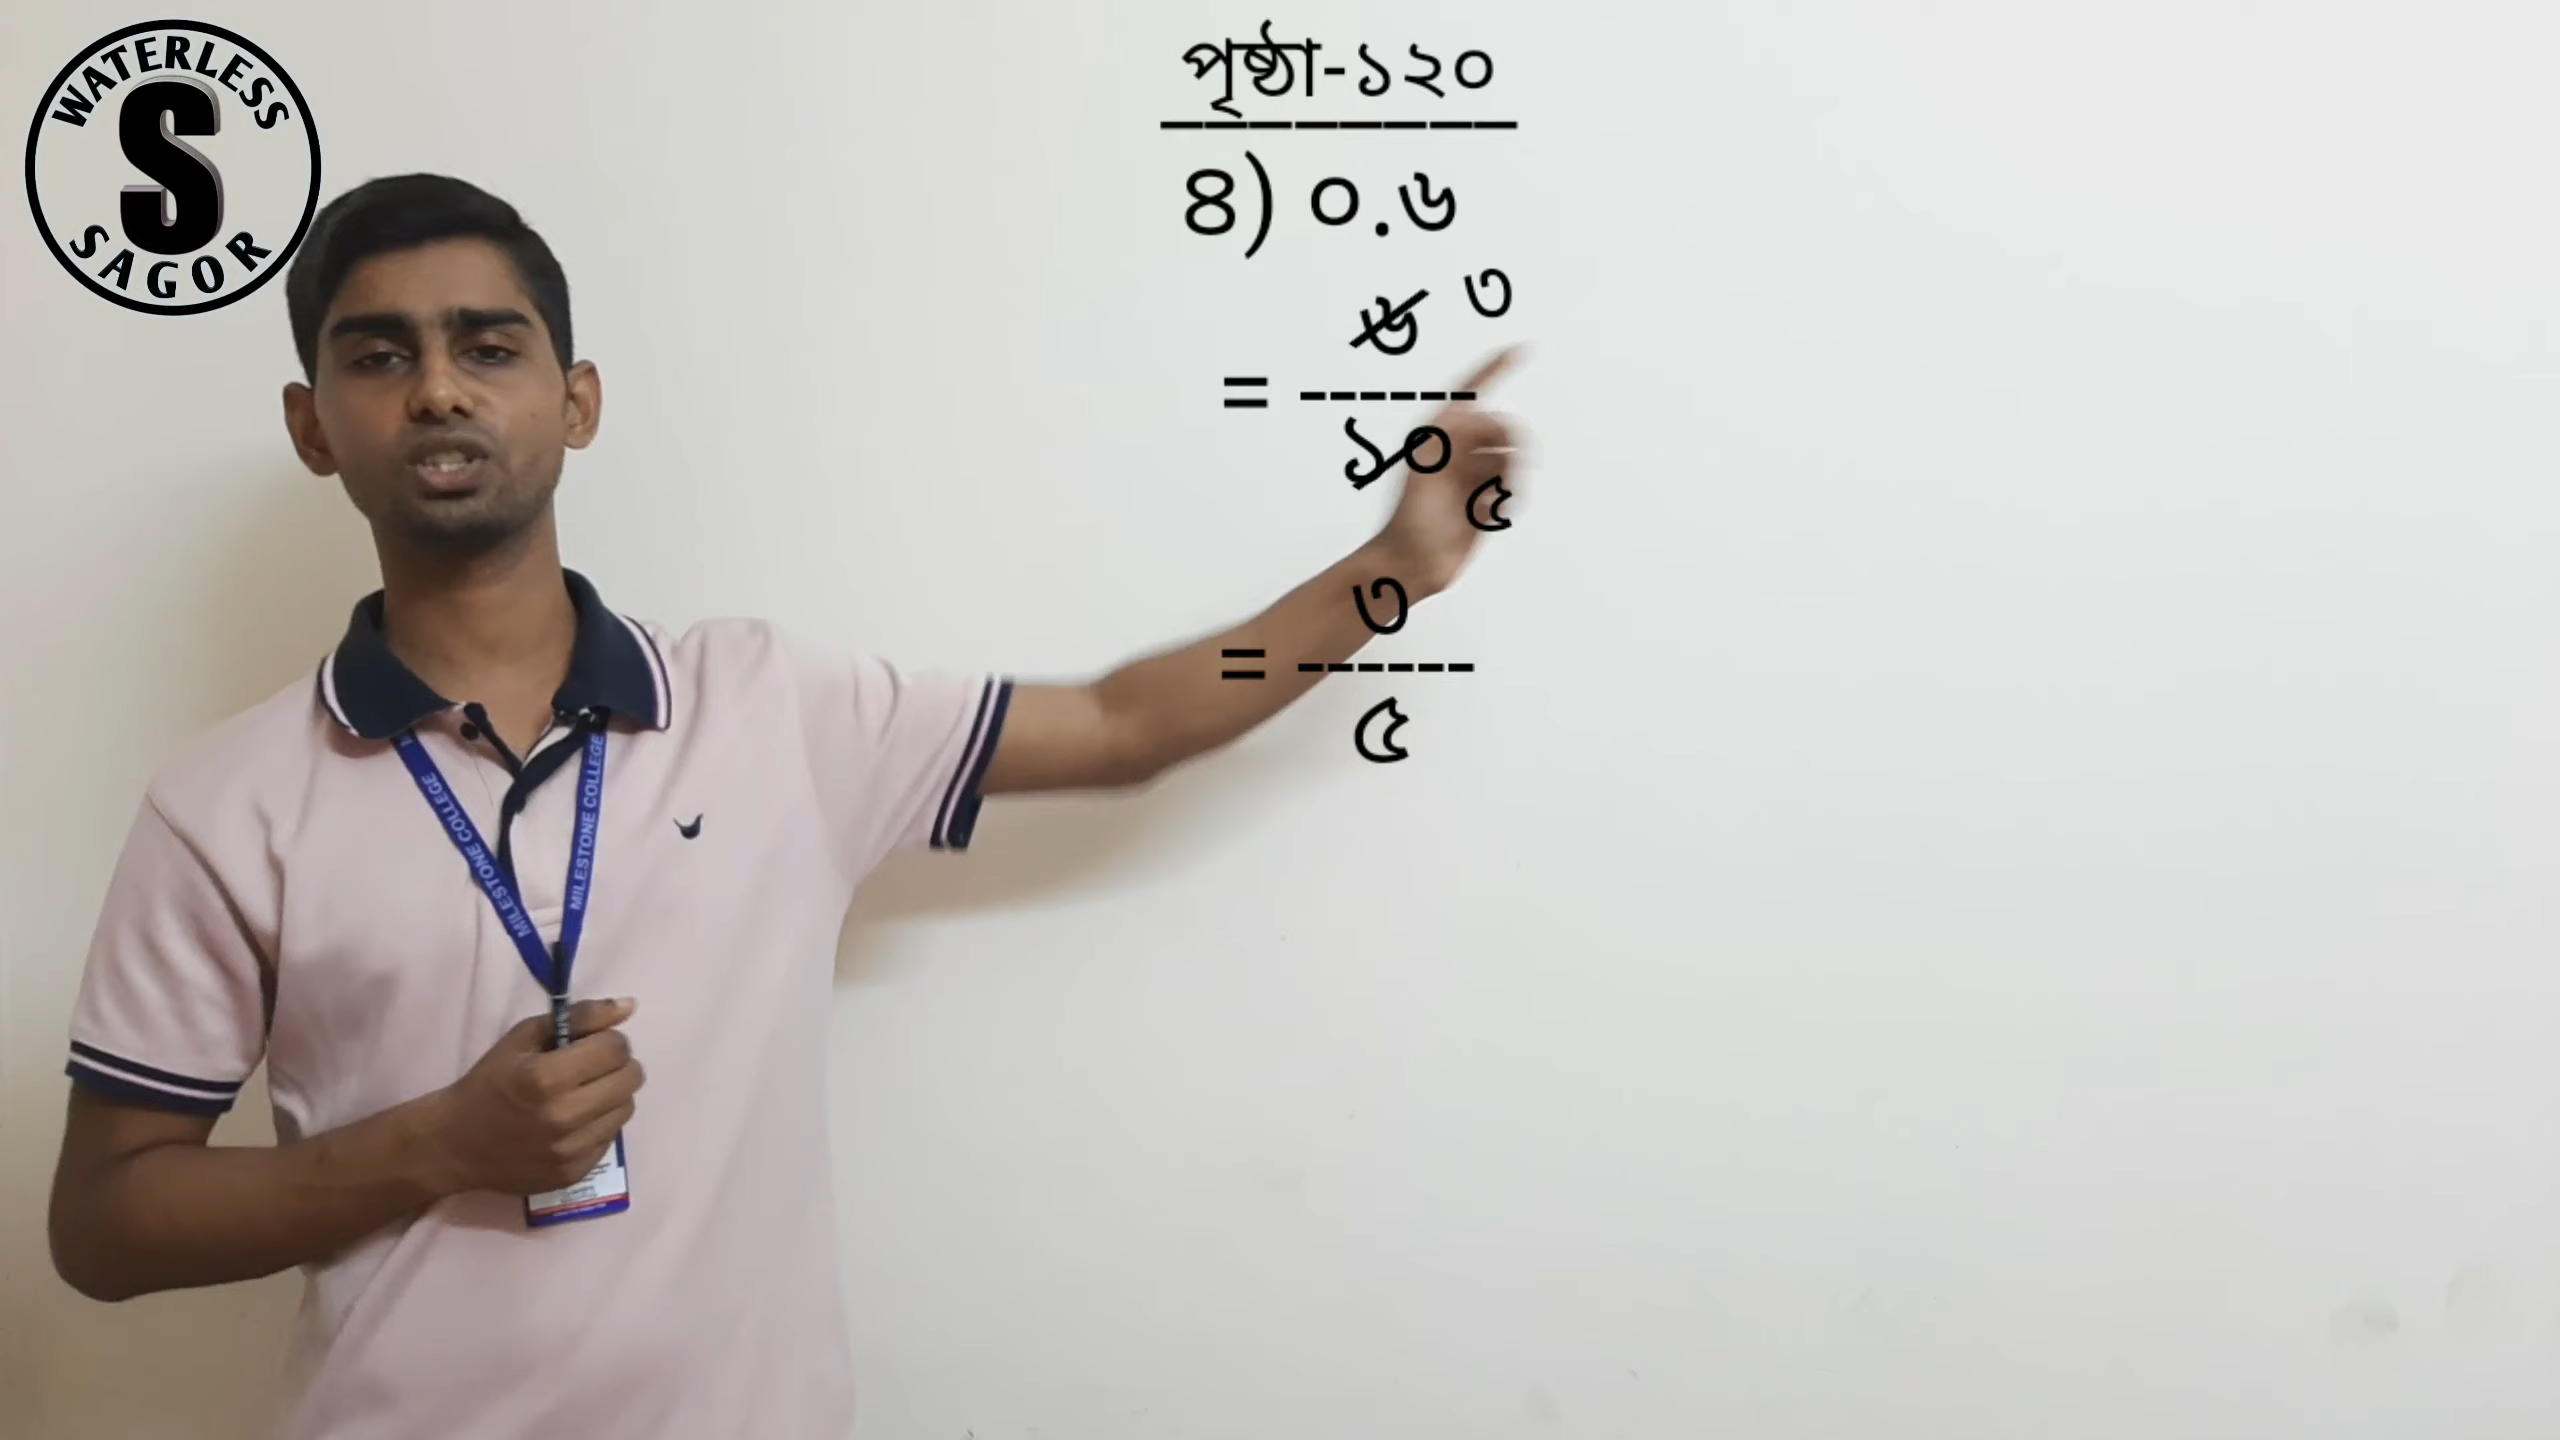 WATERLESS
S
SAGOR
পৃষ্ঠা-১২০
---------
৪) ০.৬
৬ ৩
= ------
১০ ৫
৩
= ------
৫
MILESTONE COLLEGE
MILESTONE COLLEGE